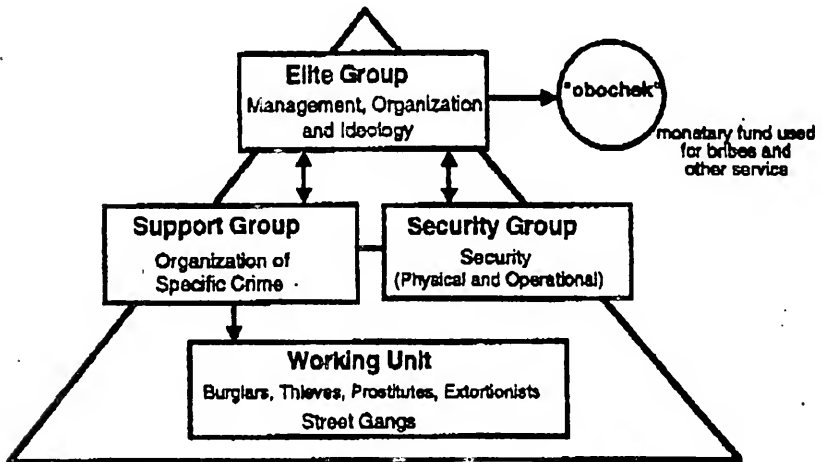 Elite Group
Management, Organization
and Ideology
"obochek"
monetary fund used
for bribes and
other service
Support Group
Organization of
Specific Crime
Security Group
Security
(Physical and Operational)
Working Unit
Burglars, Thieves, Prostitutes, Extortionists
Street Gangs